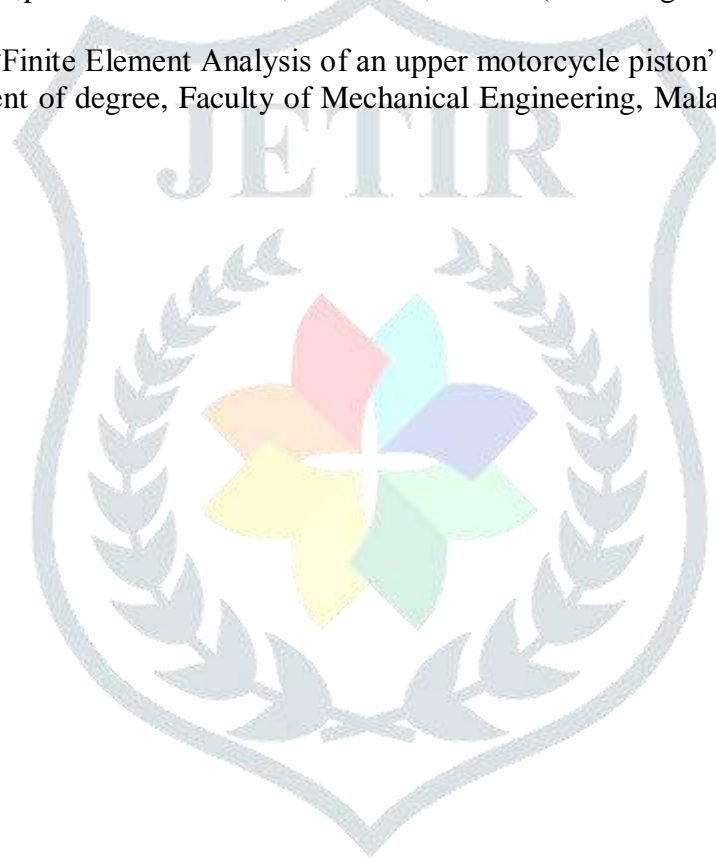 "Finite Element Analysis of an upper motorcycle piston"
ent of degree, Faculty of Mechanical Engineering, Mala
JETIR